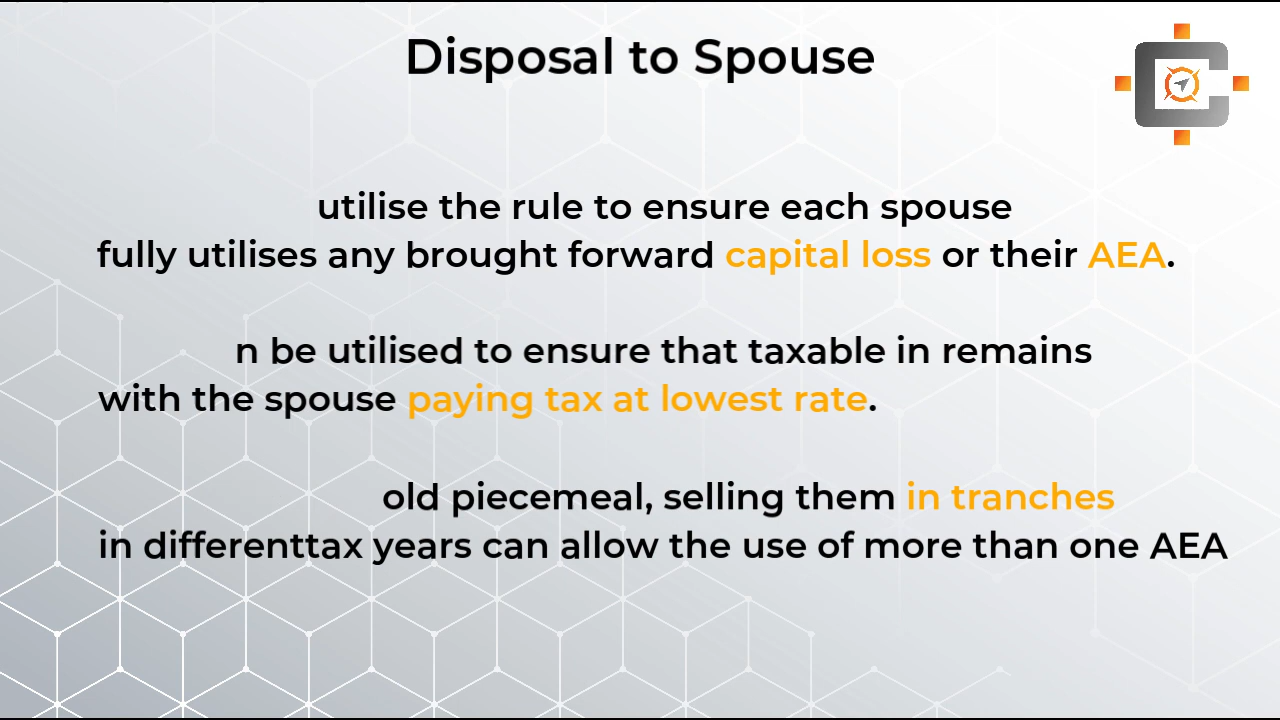 Disposal to Spouse
utilise the rule to ensure each spouse
fully utilises any brought forward capital loss or their AEA.
n be utilised to ensure that taxable in remains
with the spouse paying tax at lowest rate.
old piecemeal, selling them in tranches
in differenttax years can allow the use of more than one AEA